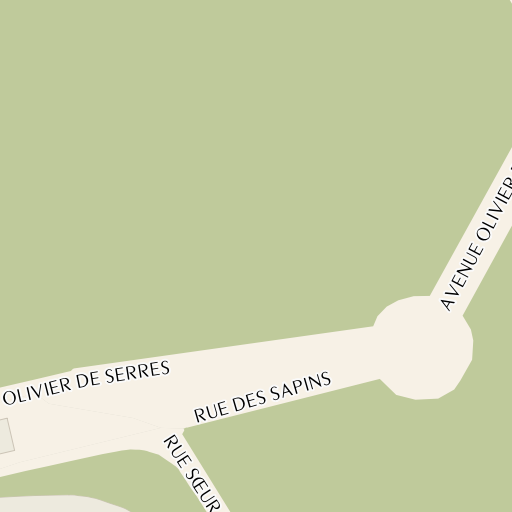 AVENUE OLIVIER
OLIVIER DE SERRES
RUE DES SAPINS
RUE SŒUR